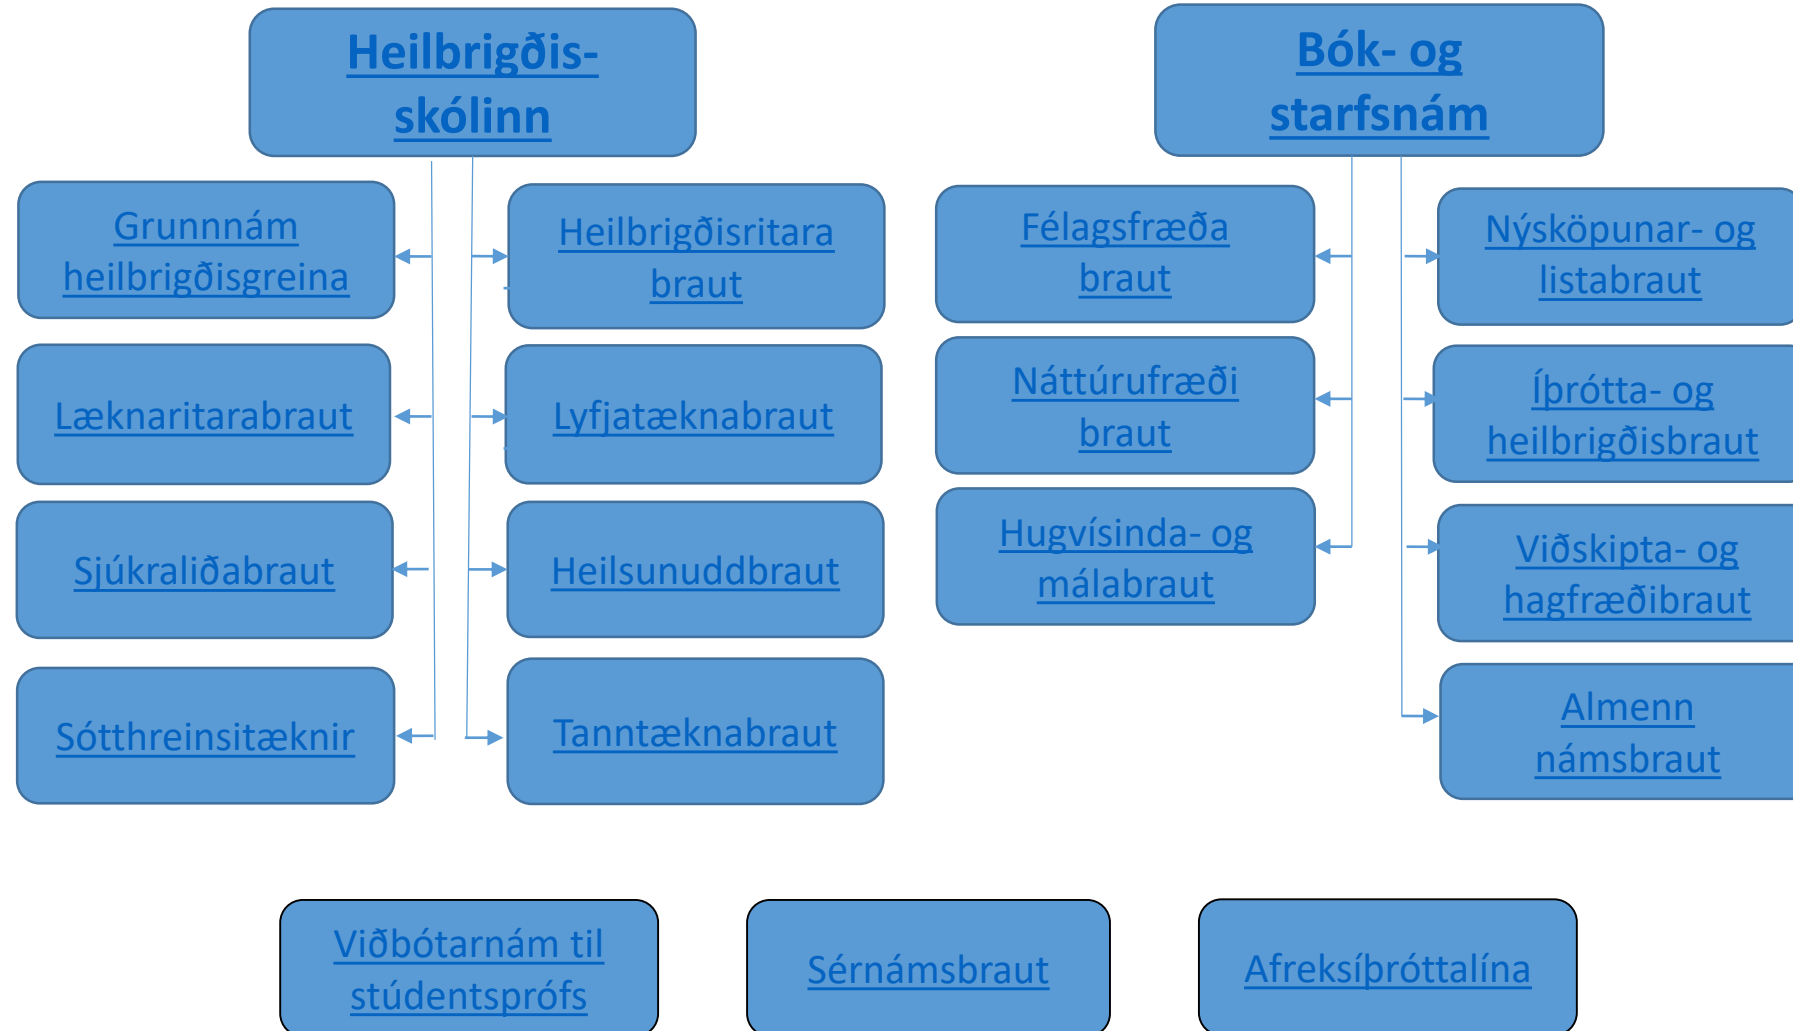 Heilbrigðis-
skólinn
Grunnnám
heilbrigðisgreina
Heilbrigðisritara
braut
Læknaritarabraut
Lyfjatæknabraut
Sjúkraliðabraut
Heilsunuddbraut
Sótthreinsitæknir
Tanntæknabraut
Bók- og
starfsnám
Félagsfræða
braut
Nýsköpunar- og
listabraut
Náttúrufræði
braut
Íþrótta- og
heilbrigðisbraut
Hugvísinda- og
málabraut
Viðskipta- og
hagfræðibraut
Almenn
námsbraut
Viðbótarnám til
stúdentsprófs
Sérnámsbraut
Afreksíþróttalína